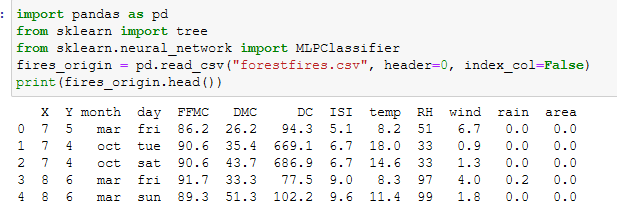 :
import pandas as pd
from sklearn import tree
from sklearn.neural_network import MLPClassifier
fires_origin = pd.read_csv("forestfires.csv", header=0, index_col=False)
print(fires_origin.head())
X Y month day FFMC DMC DC ISI temp RH wind rain area
0 7 5 mar fri 86.2 26.2 94.3 5.1 8.2 51 6.7 0.0 0.0
1 7 4 oct tue 90.6 35.4 669.1 6.7 18.0 33 0.9 0.0 0.0
2 7 4 oct sat 90.6 43.7 686.9 6.7 14.6 33 1.3 0.0 0.0
3 8 6 mar fri 91.7 33.3 77.5 9.0 8.3 97 4.0 0.2 0.0
4 8 6 mar sun 89.3 51.3 102.2 9.6 11.4 99 1.8 0.0 0.0